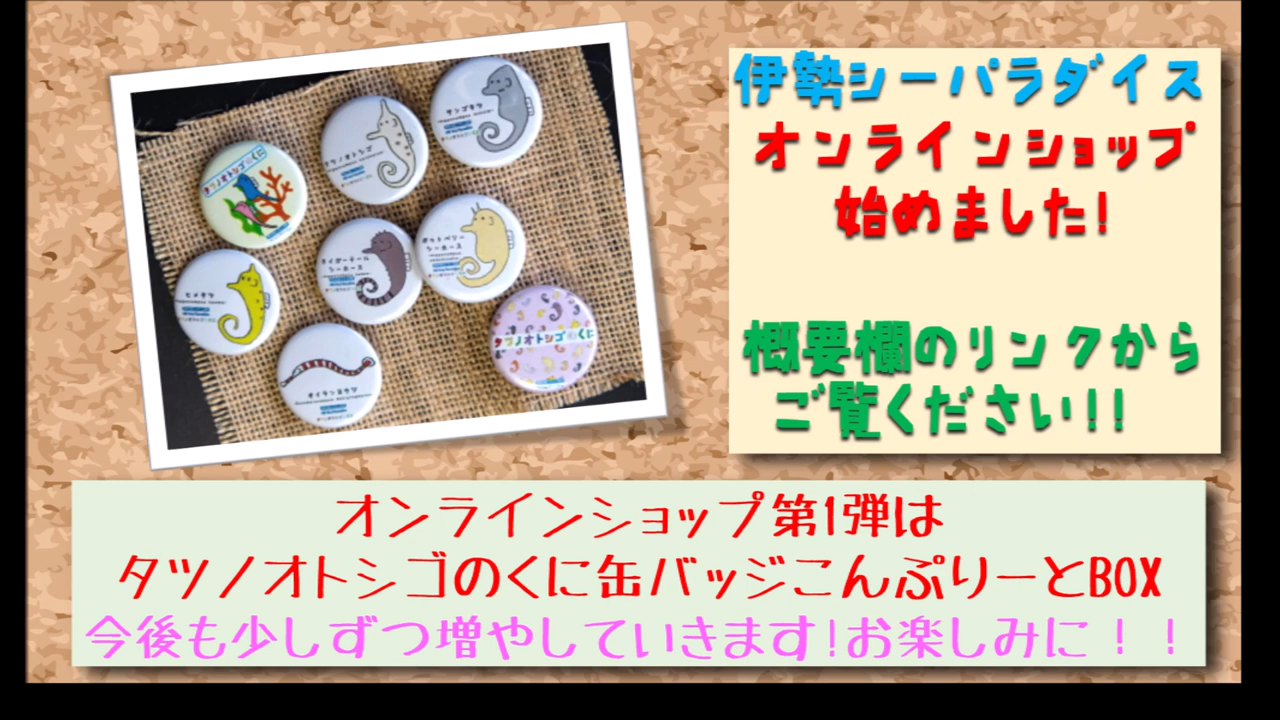 伊勢シーパラダイス
オンラインショップ
始めました!
概要欄のリンクから
ご覧ください!!
サンゴタツ
タツノオトシゴ
タツノオトシゴのくに
ポットベリー
シーホース
タイガーテール
シーホース
ヒメタツ
タツノオトシゴのくに
オイランヨウジ
オンラインショップ第1弾は
タツノオトシゴのくに缶バッジこんぷりーとBOX
今後も少しずつ増やしていきます!お楽しみに！！